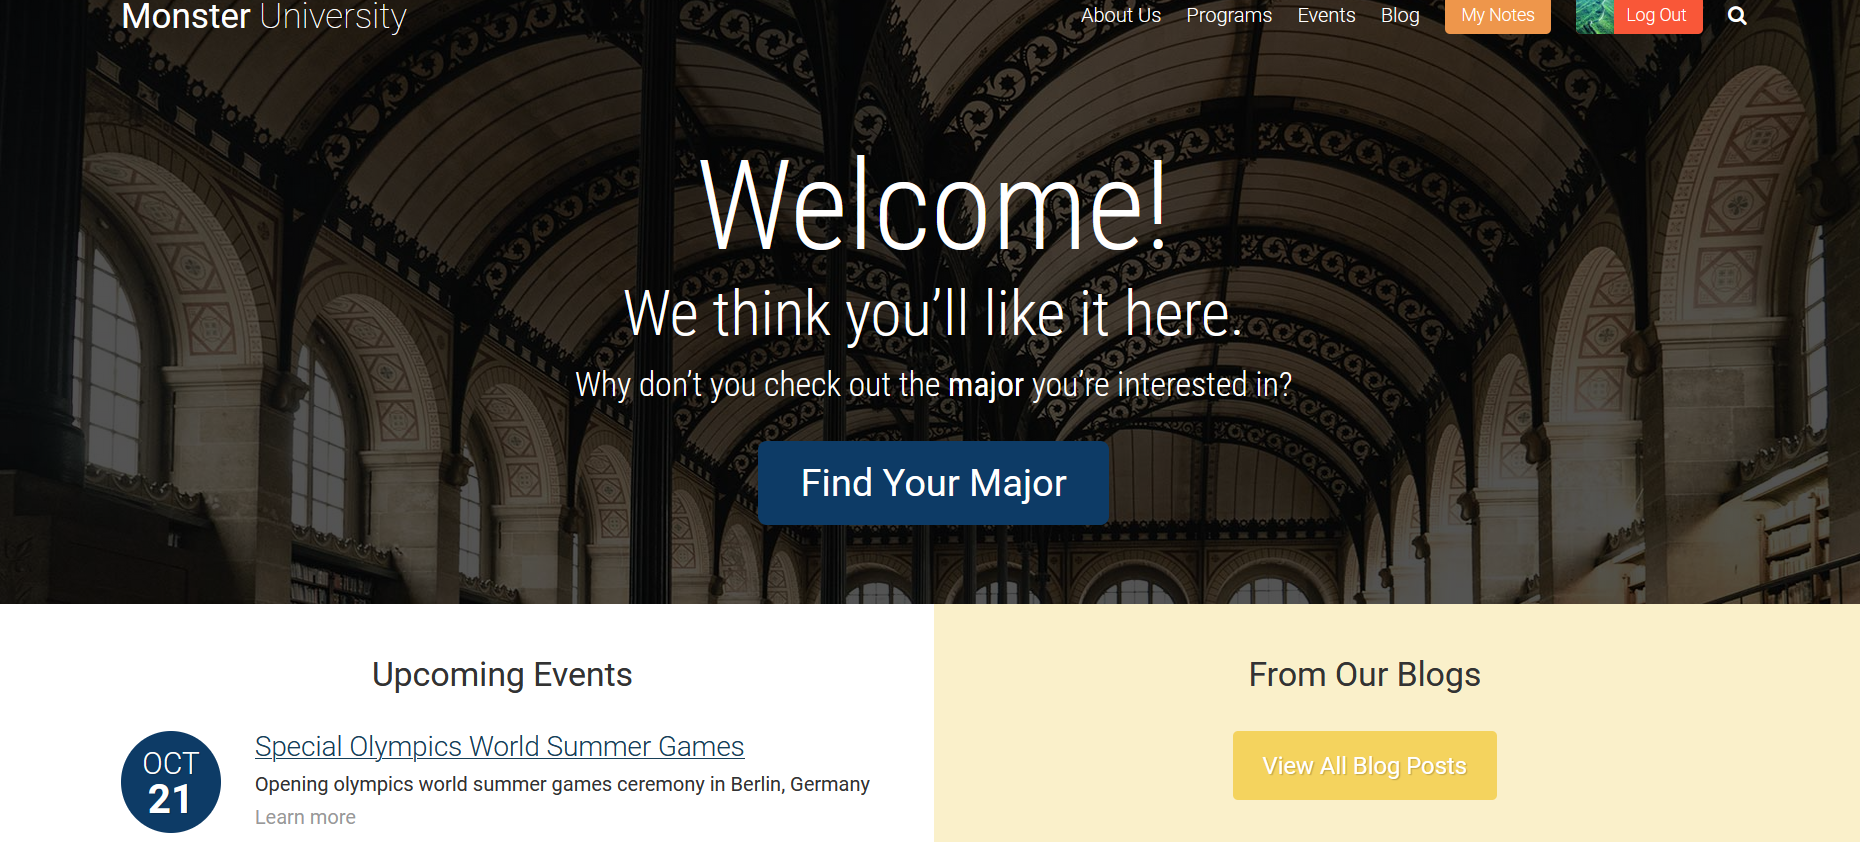 Monster University
About Us Programs Events Blog My Notes Log Out
Welcome!
We think you’ll like it here.
Why don’t you check out the major you’re interested in?
Find Your Major
Upcoming Events
OCT
21
Special Olympics World Summer Games
Opening olympics world summer games ceremony in Berlin, Germany
Learn more
From Our Blogs
View All Blog Posts